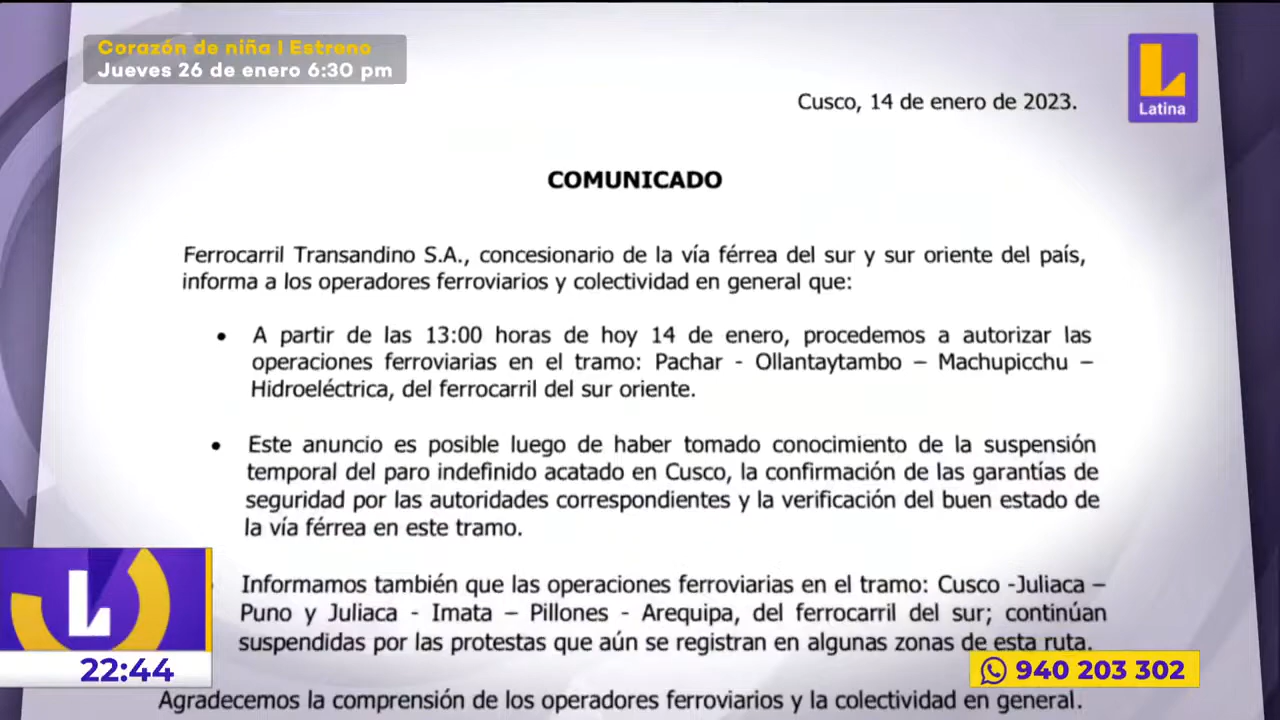 Corazón de niña I Estreno
Jueves 26 de enero 6:30 pm
Latina
Cusco, 14 de enero de 2023.
COMUNICADO
Ferrocarril Transandino S.A., concesionario de la vía férrea del sur y sur oriente del país,
informa a los operadores ferroviarios y colectividad en general que:
• A partir de las 13:00 horas de hoy 14 de enero, procedemos a autorizar las
operaciones ferroviarias en el tramo: Pachar - Ollantaytambo – Machupicchu –
Hidroeléctrica, del ferrocarril del sur oriente.
• Este anuncio es posible luego de haber tomado conocimiento de la suspensión
temporal del paro indefinido acatado en Cusco, la confirmación de las garantías de
seguridad por las autoridades correspondientes y la verificación del buen estado de
la vía férrea en este tramo.
Informamos también que las operaciones ferroviarias en el tramo: Cusco -Juliaca –
Puno y Juliaca - Imata – Pillones - Arequipa, del ferrocarril del sur; continúan
suspendidas por las protestas que aún se registran en algunas zonas de esta ruta.
Agradecemos la comprensión de los operadores ferroviarios y la colectividad en general.
L
22:44
940 203 302